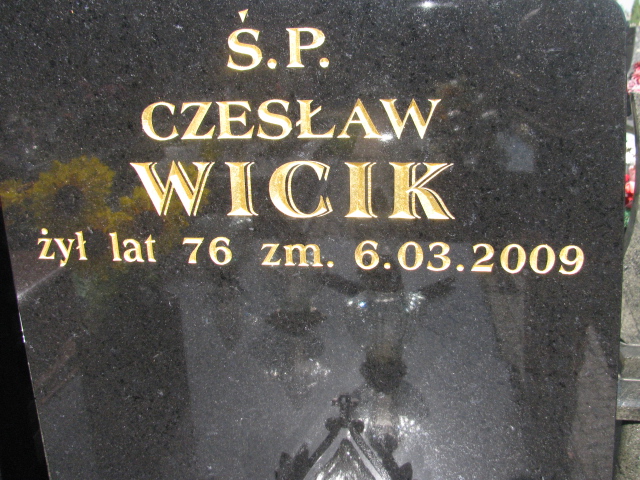 Ś.P.
CZESŁAW
WICIK
żył lat 76 zm. 6.03.2009